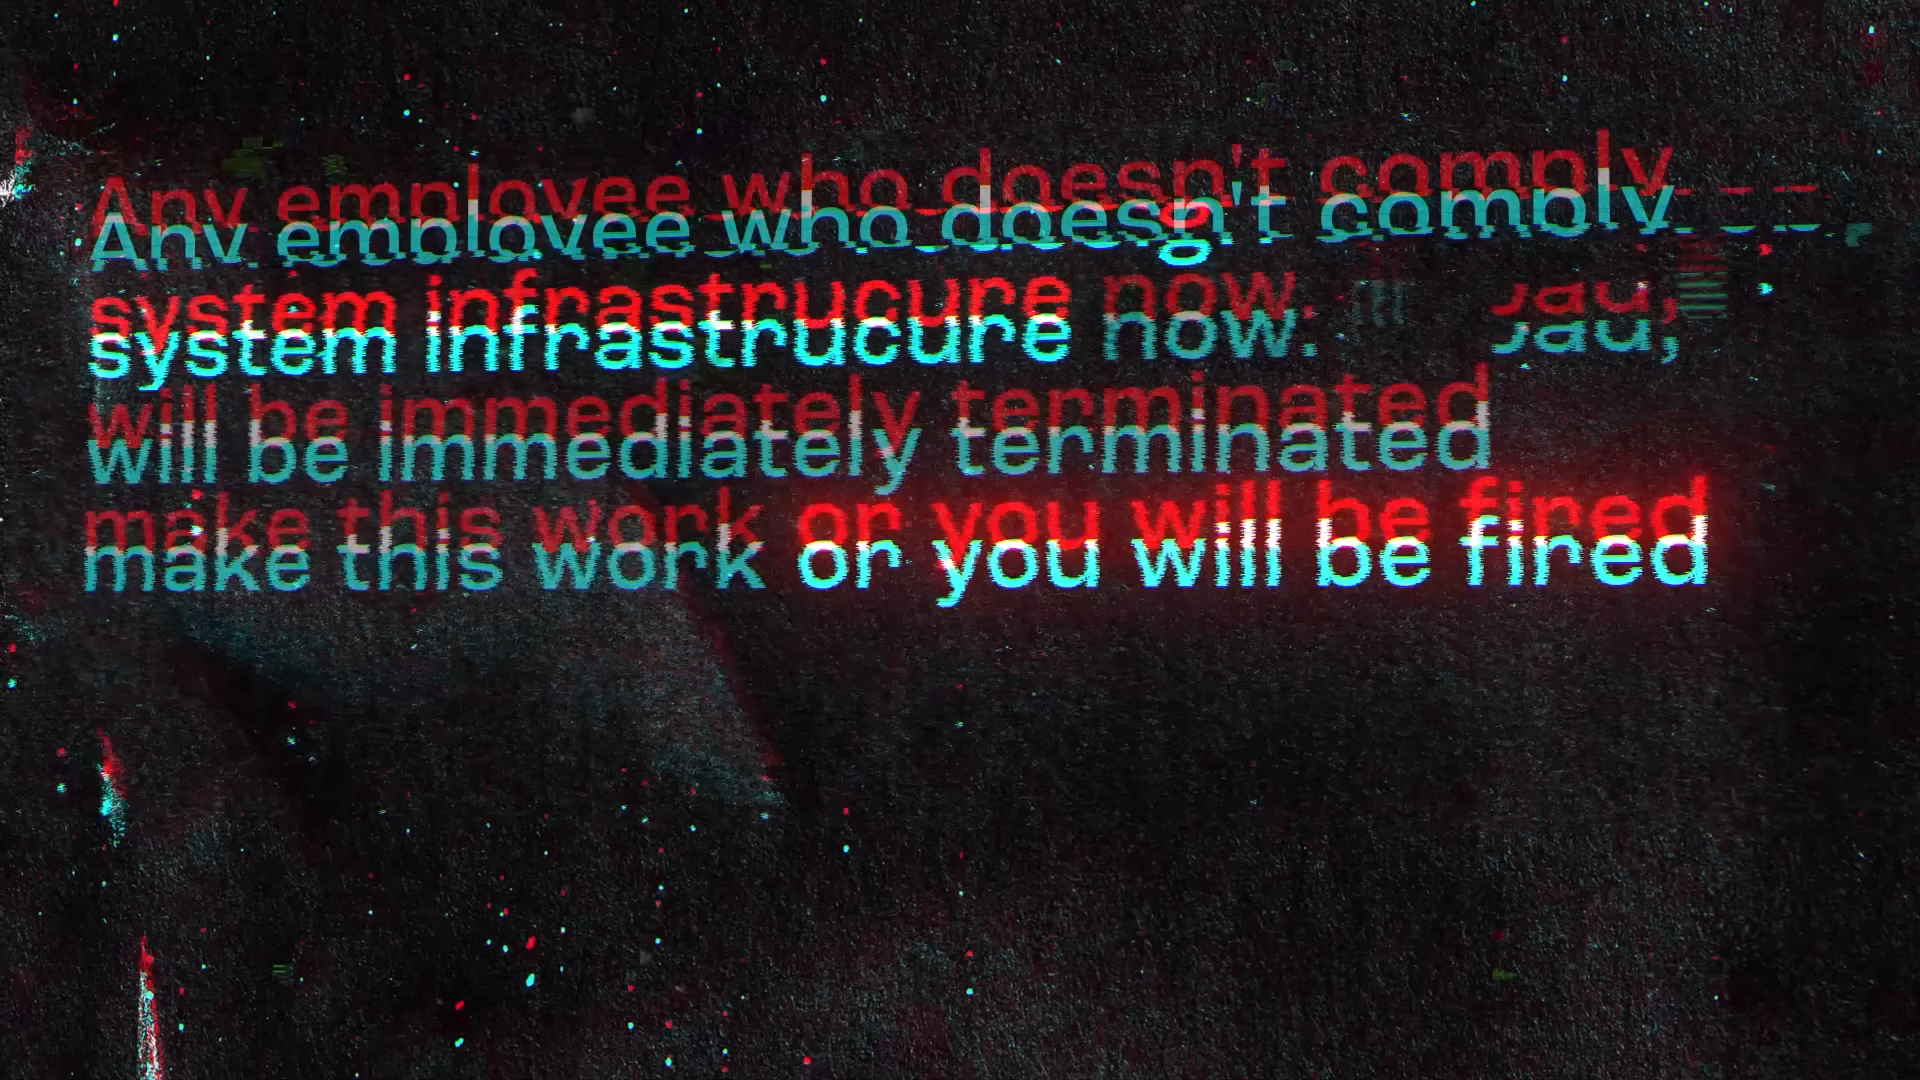 Any employee who doesn't comply
system infrastrucure now.
will be immediately terminated
make this work or you will be fired